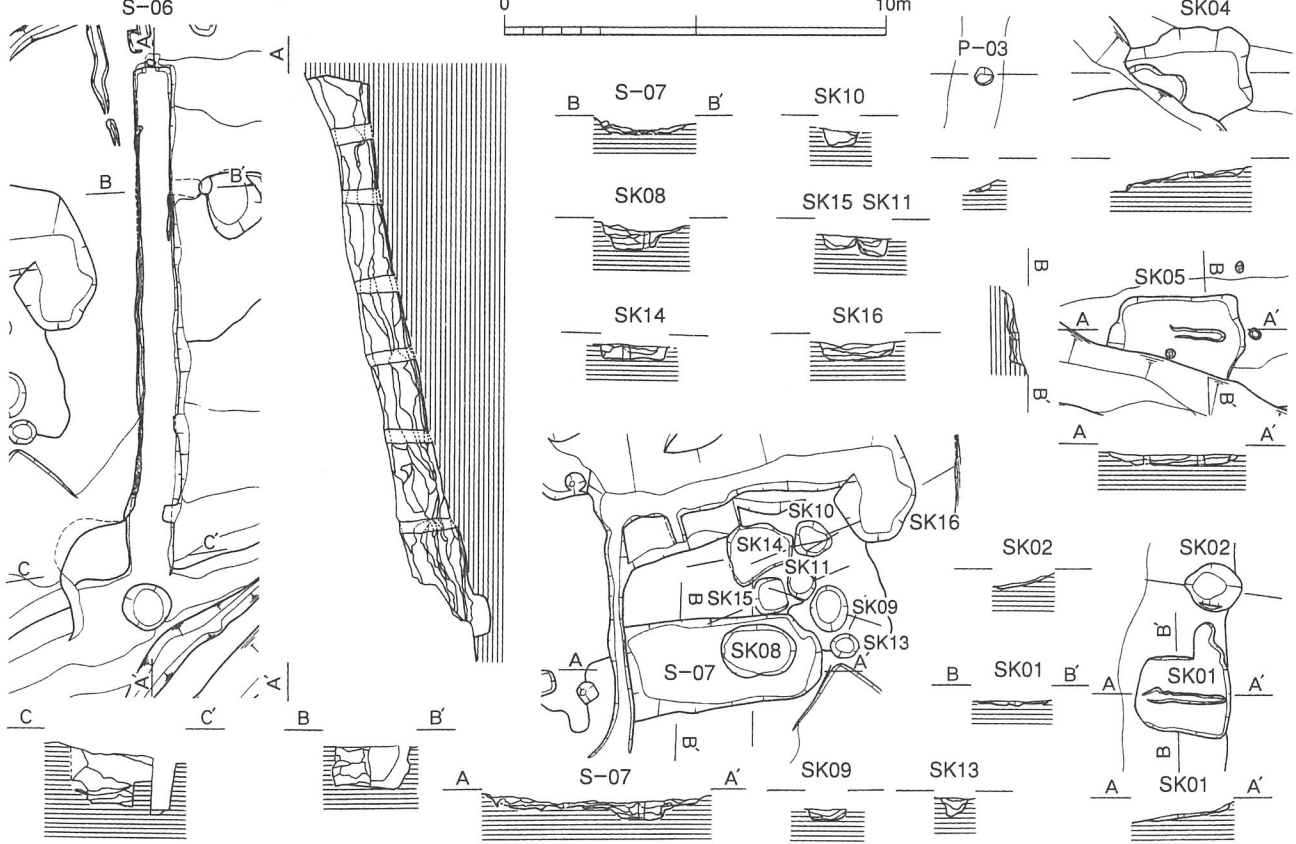 S-06
0 10m
SK04
P-03
A
A
A
S-07
B B′
SK10
B B′
SK08
SK15 SK11
SK14
SK16
B
B
SK05
A A′
B′
B′
A A′
SK10
SK16
SK14
SK11
B
SK15
SK09
SK13
A
SK08
A′
S-07
B′
C C′
SK02
SK02
B′
SK01
B B′
SK01
A A′
B
A′
A′
C C′
B B′
S-07
A A′
SK09
SK13
SK01
A A′